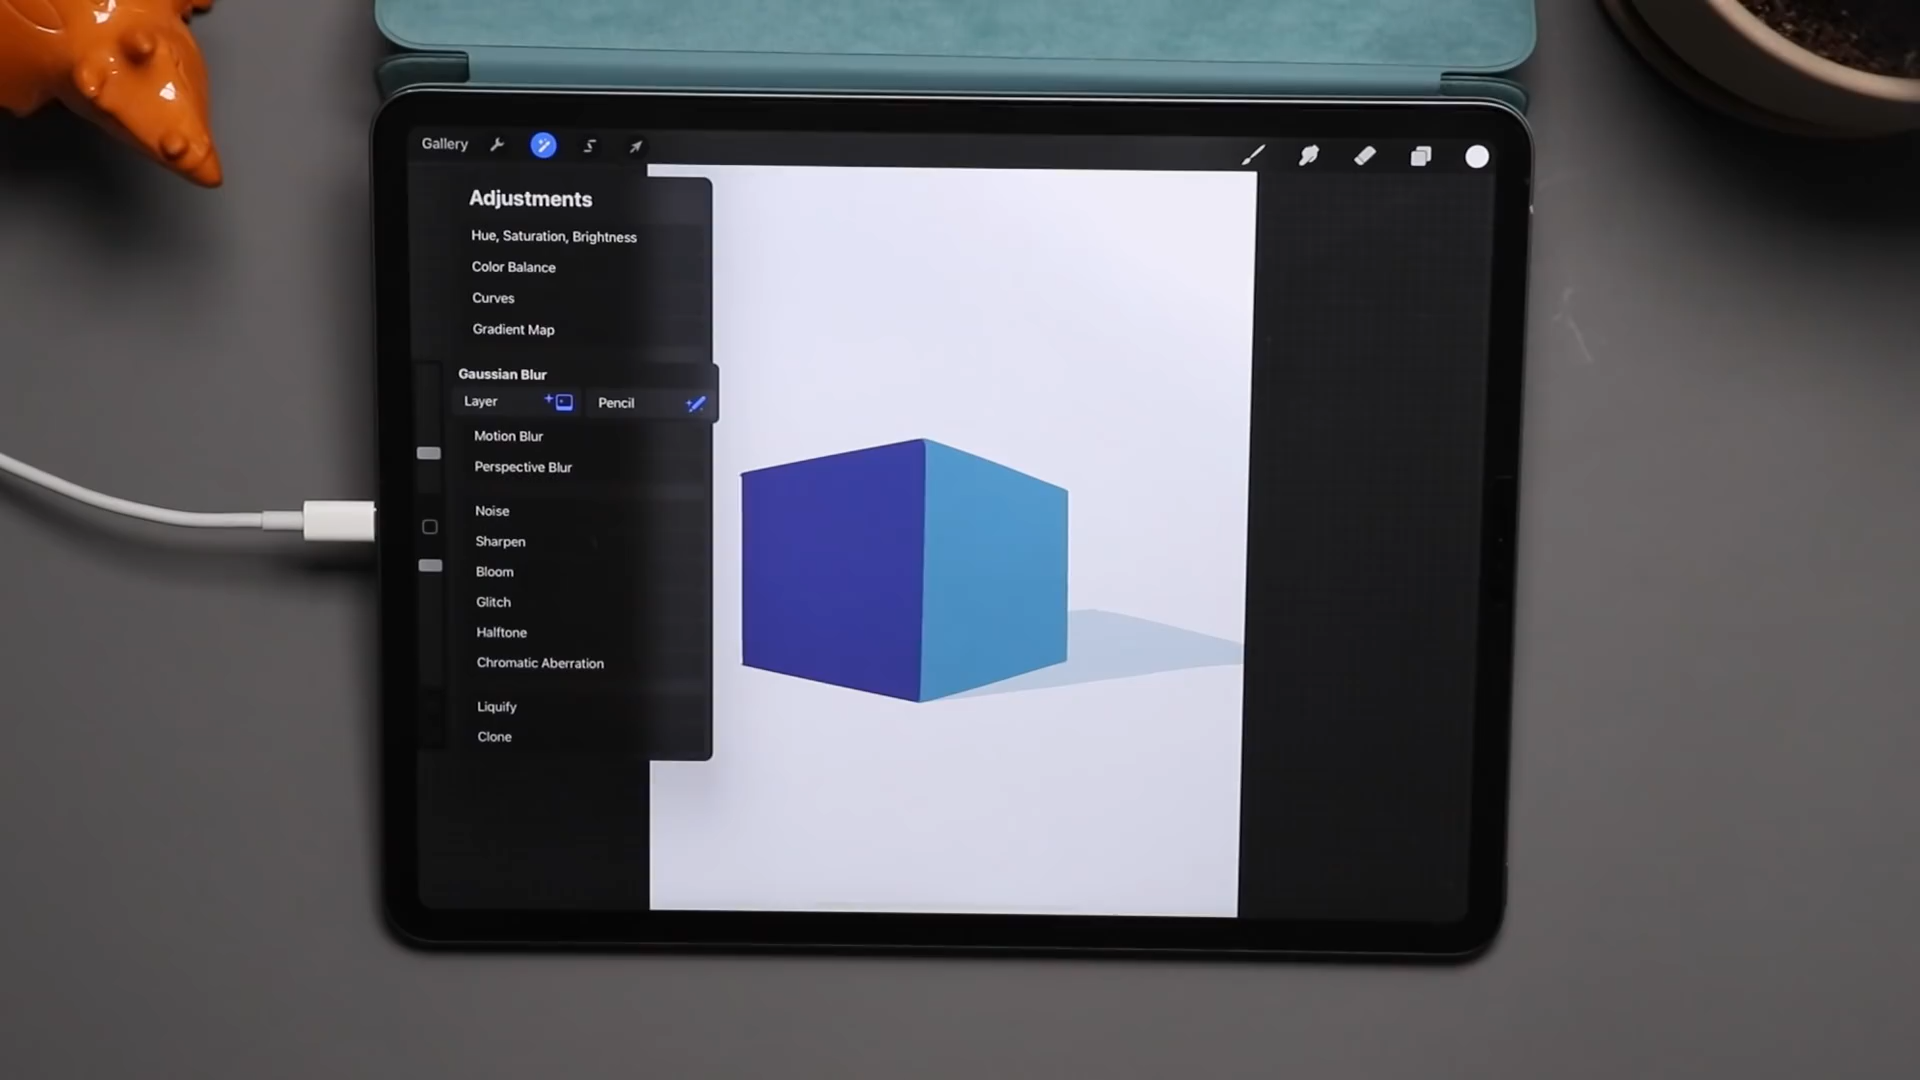 Gallery
Adjustments
Hue, Saturation, Brightness
Color Balance
Curves
Gradient Map
Gaussian Blur
Layer
Pencil
Motion Blur
Perspective Blur
Noise
Sharpen
Bloom
Glitch
Halftone
Chromatic Aberration
Liquify
Clone